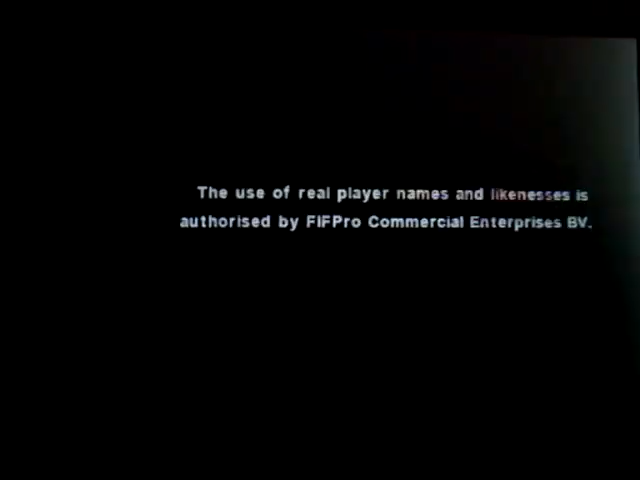 The use of real player names and likenesses is
authorised by FIFPro Commercial Enterprises BV.